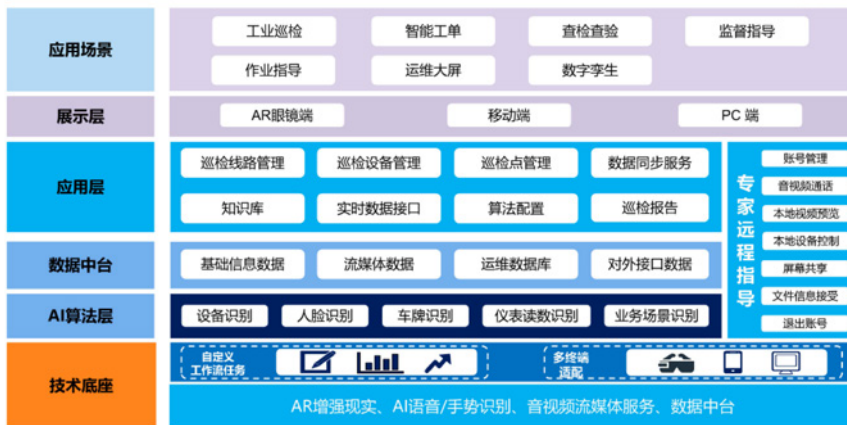 应用场景
工业巡检
智能工单
查检查验
监督指导
作业指导
运维大屏
数字孪生
展示层
AR眼镜端
移动端
PC 端
应用层
巡检线路管理
巡检设备管理
巡检点管理
数据同步服务
知识库
实时数据接口
算法配置
巡检报告
数据中台
基础信息数据
流媒体数据
运维数据库
对外接口数据
AI算法层
设备识别
人脸识别
车牌识别
仪表读数识别
业务场景识别
专家远程指导
账号管理
音视频通话
本地视频预览
本地设备控制
屏幕共享
文件信息接受
退出账号
技术底座
自定义
工作流任务
多终端
适配
AR增强现实、AI语音/手势识别、音视频流媒体服务、数据中台